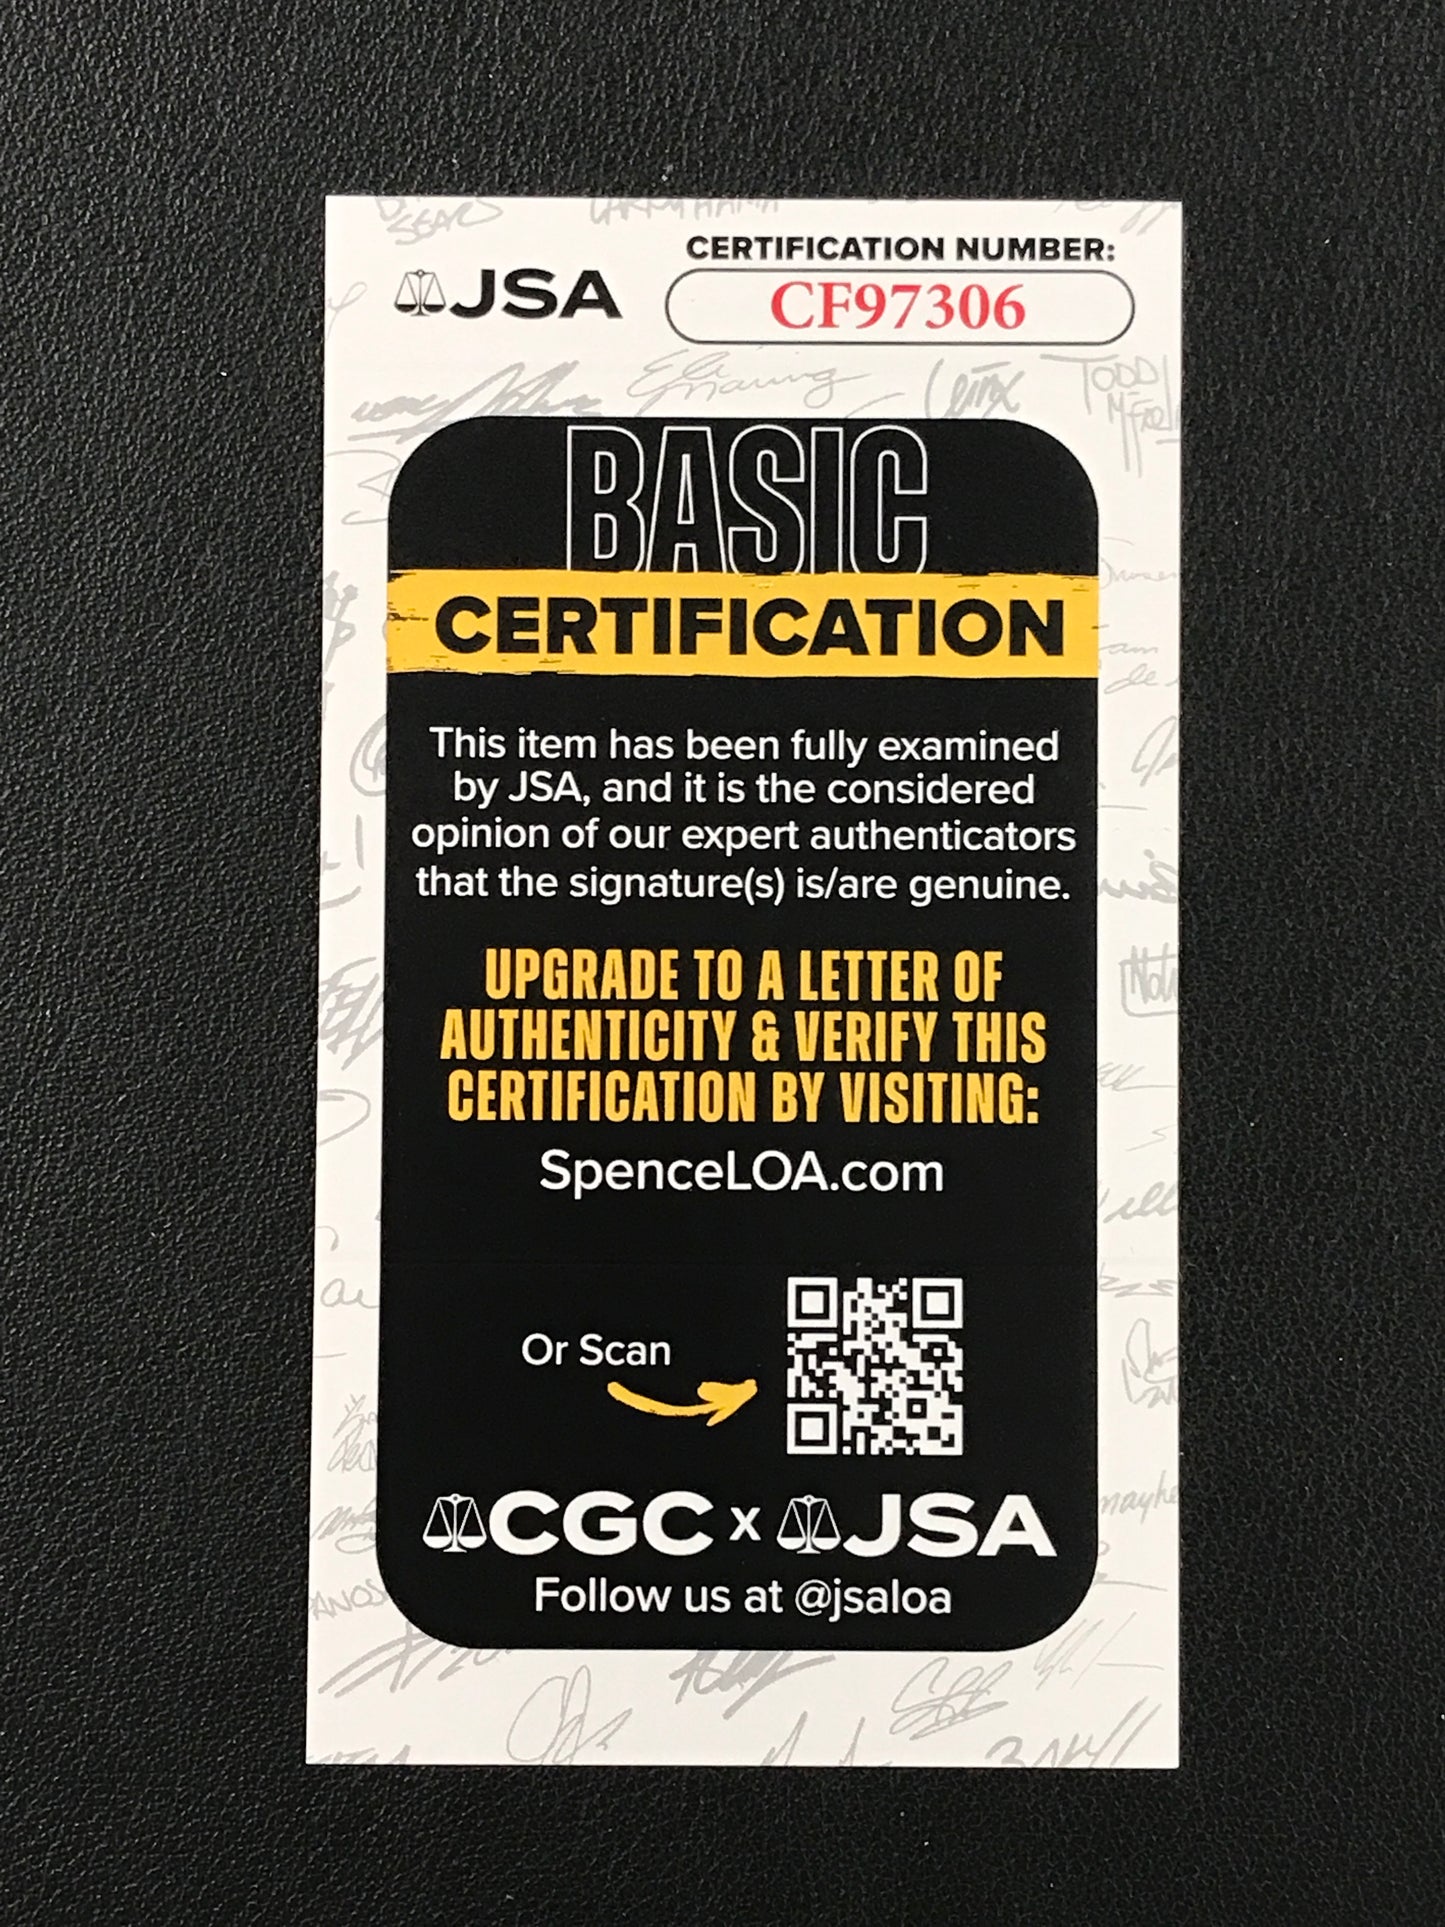 CERTIFICATION NUMBER:
JSA
CF97306
BASIC
CERTIFICATION
This item has been fully examined
by JSA, and it is the considered
opinion of our expert authenticators
that the signature(s) is/are genuine.
UPGRADE TO A LETTER OF
AUTHENTICITY & VERIFY THIS
CERTIFICATION BY VISITING:
SpenceLOA.com
Or Scan
CGC x JSA
Follow us at @jsaloa